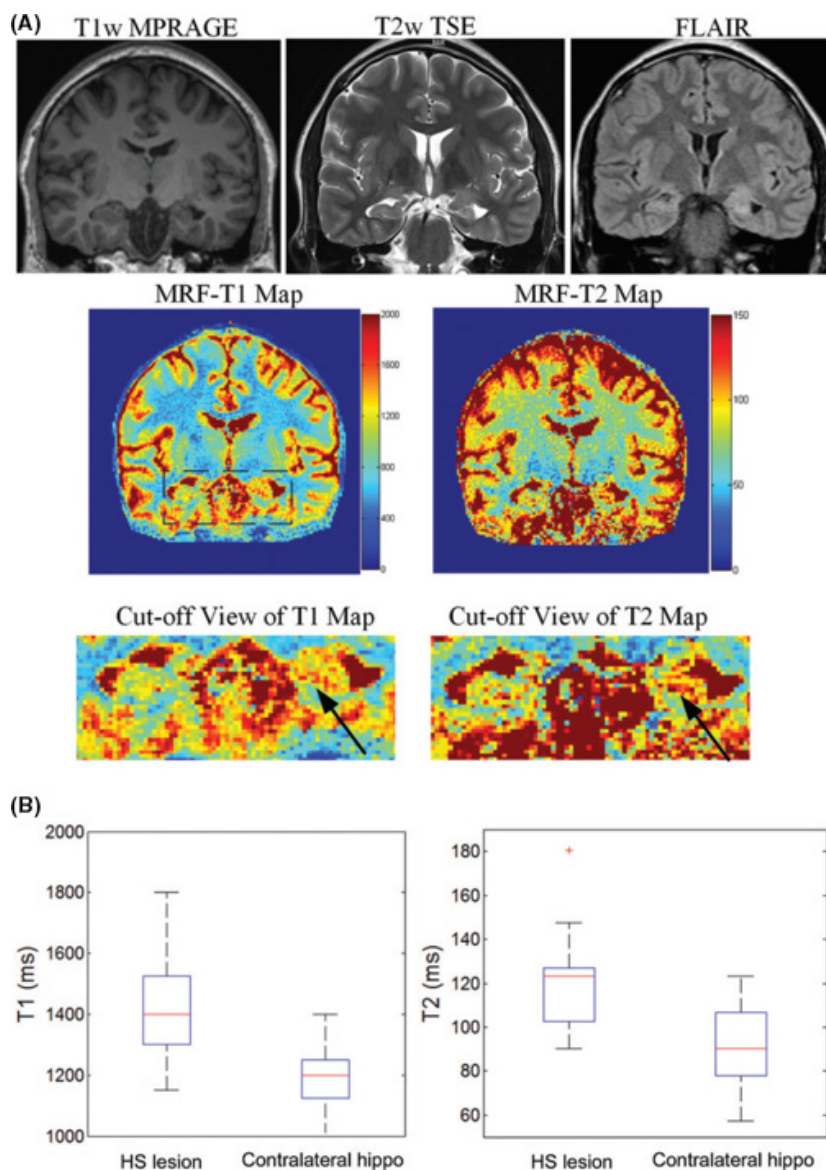 (A)
T1w MPRAGE T2w TSE FLAIR
MRF-T1 Map MRF-T2 Map
2000
1600
1200
800
400
0
150
100
50
0
Cut-off View of T1 Map Cut-off View of T2 Map
(B)
2000
1800
1600
1400
1200
1000
T1 (ms)
HS lesion Contralateral hippo
180
160
140
120
100
80
60
T2 (ms)
HS lesion Contralateral hippo